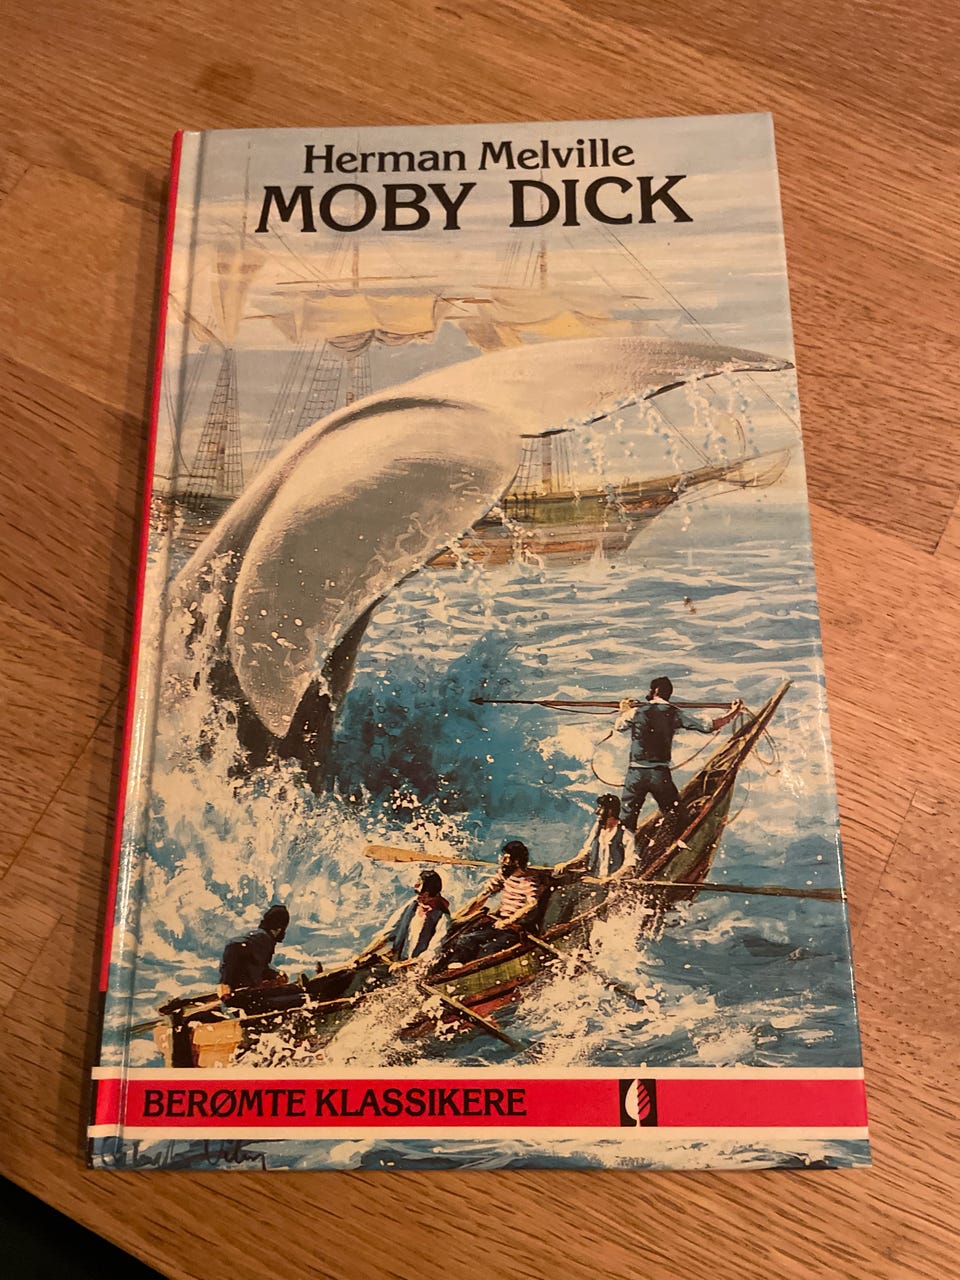 Herman Melville
MOBY DICK
BERØMTE KLASSIKERE